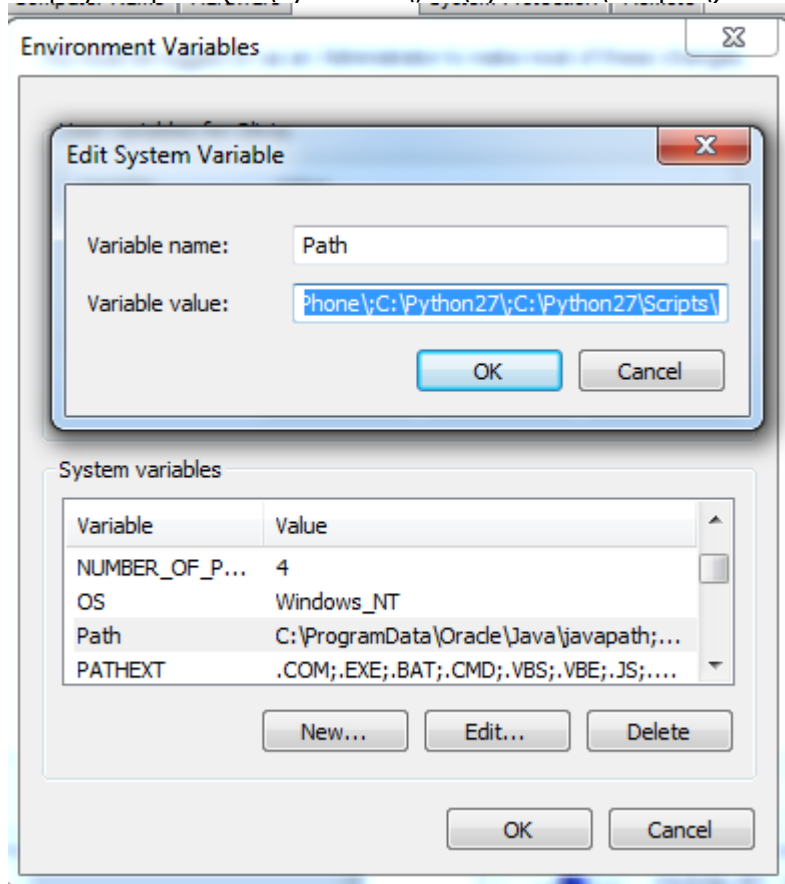 Environment Variables
Edit System Variable
Variable name: Path
Variable value: Phone\;C:\Python27\;C:\Python27\Scripts\
OK Cancel
System variables
Variable Value
NUMBER_OF_P... 4
OS Windows_NT
Path C:\ProgramData\Oracle\Java\javapath;...
PATHEXT .COM;.EXE;.BAT;.CMD;.VBS;.VBE;.JS;....
New... Edit... Delete
OK Cancel